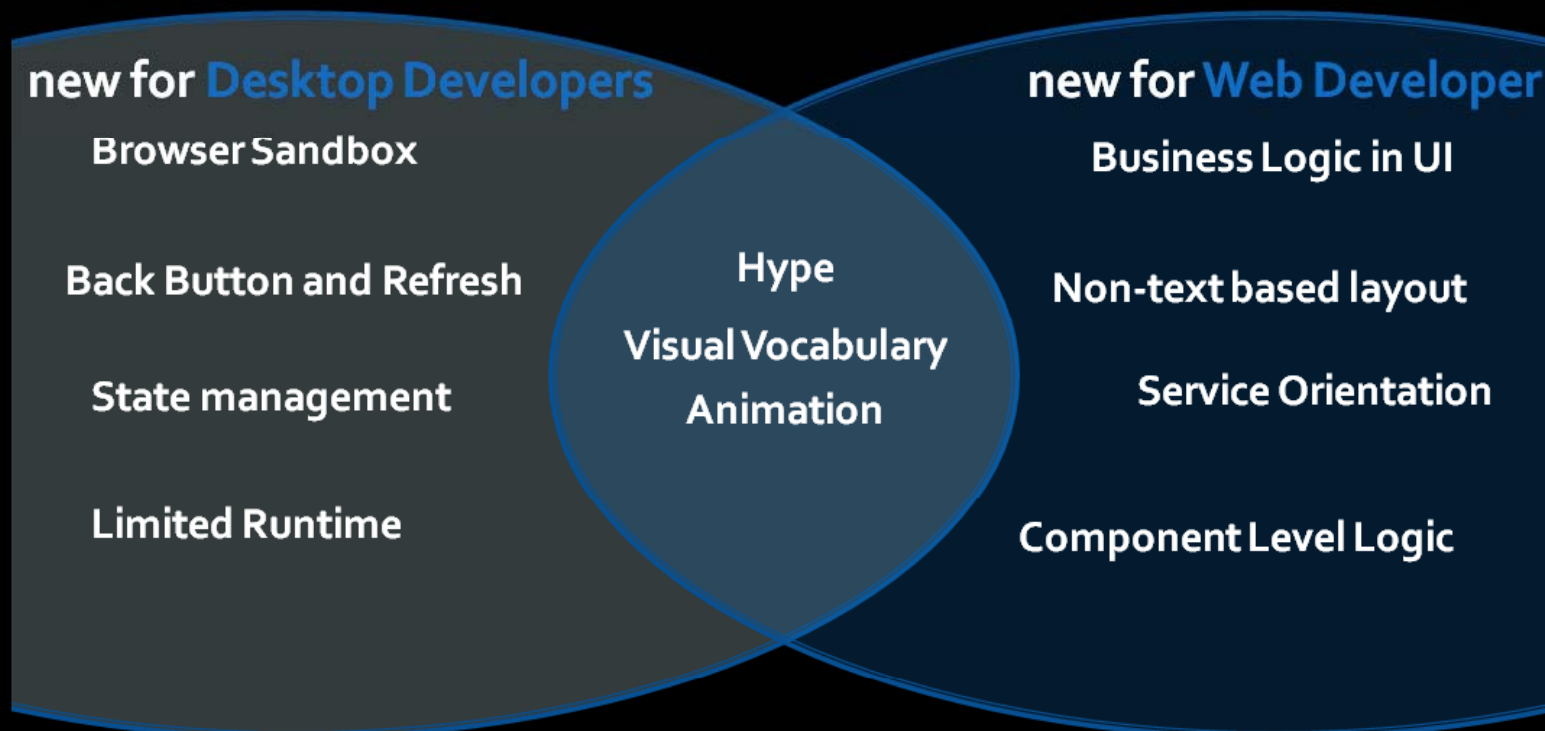 new for Desktop Developers
Browser Sandbox
Back Button and Refresh
State management
Limited Runtime
Hype
Visual Vocabulary
Animation
new for Web Developer
Business Logic in UI
Non-text based layout
Service Orientation
Component Level Logic